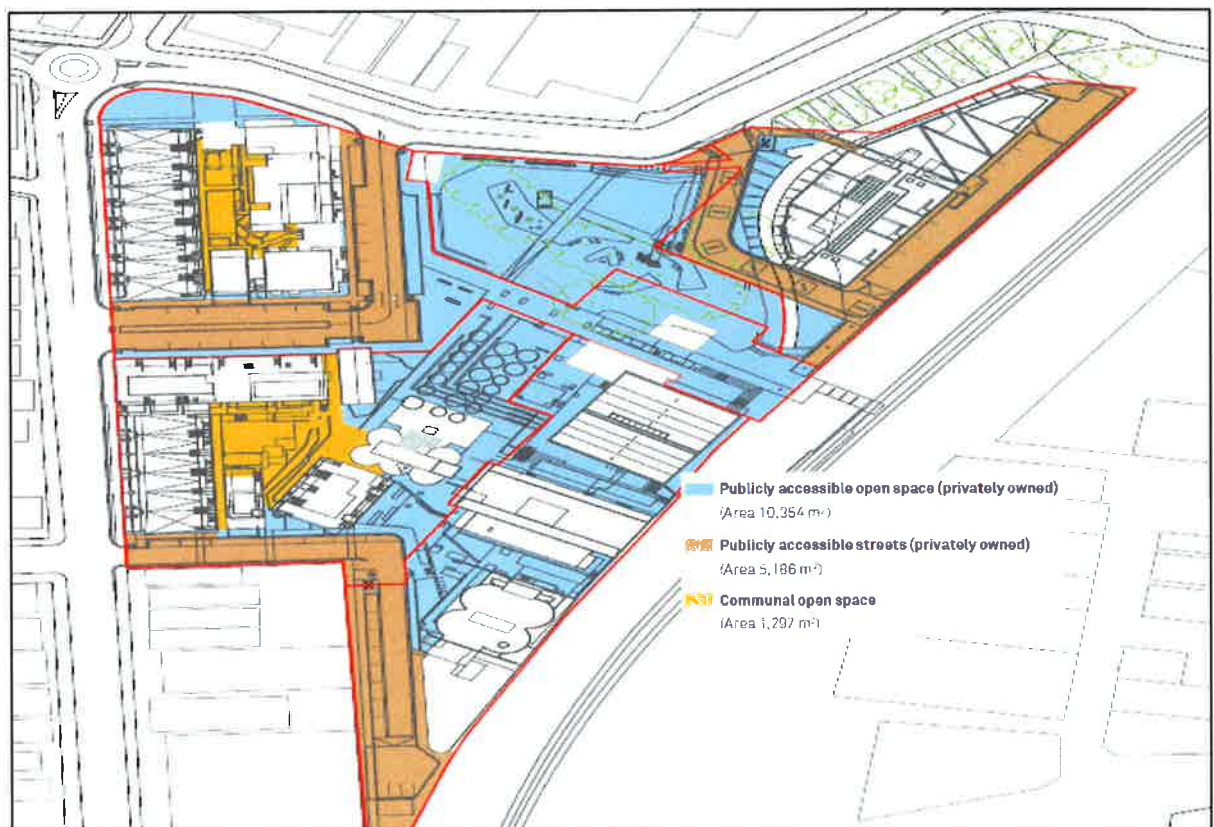 Publicly accessible open space (privately owned)
(Area 10,354 m²)
Publicly accessible streets (privately owned)
(Area 5,186 m²)
Communal open space
(Area 1,297 m²)